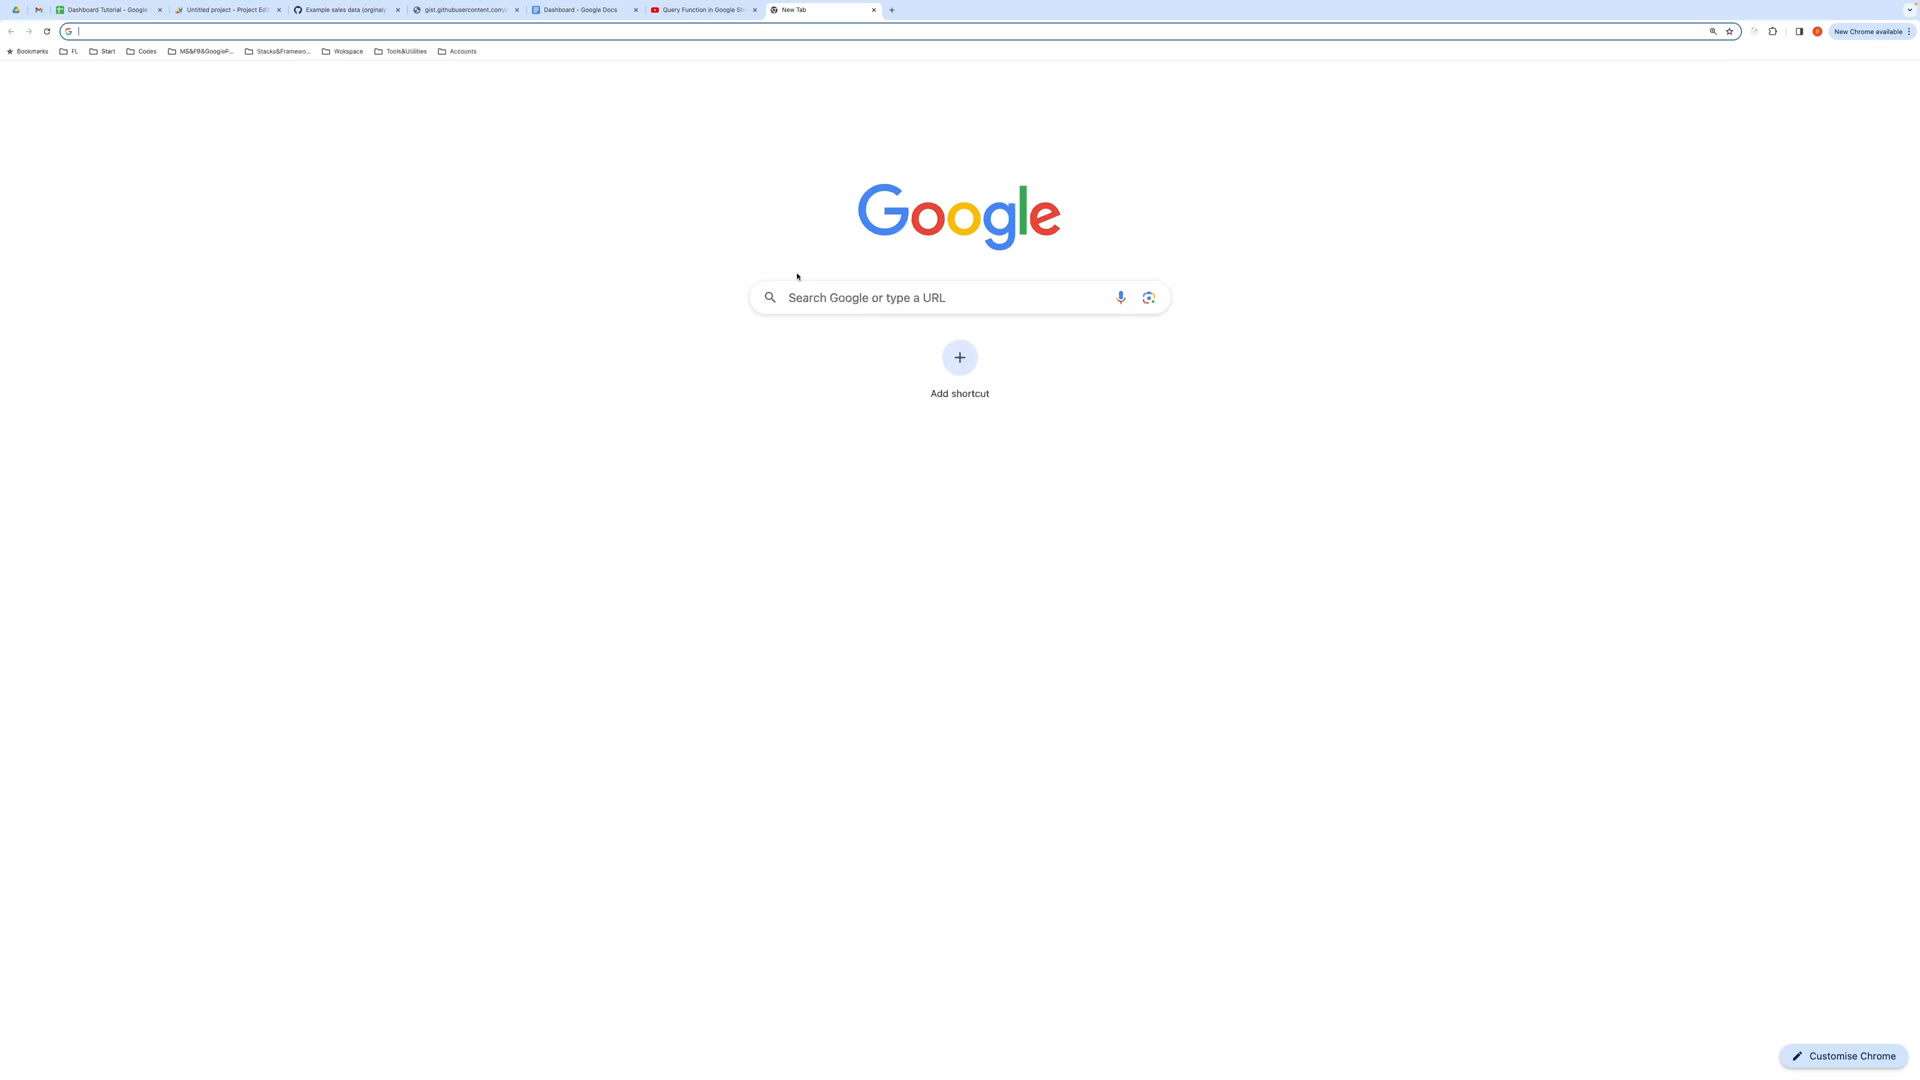 Dashboard Tutorial - Google
Untitled project - Project Edi
Example sales data (orginaly
gist.githubusercontent.com/
Dashboard - Google Docs
Query Function in Google Sh
New Tab
New Chrome available
Bookmarks
FL
Start
Codes
MS&FB&GoogleP...
Stacks&Framewo...
Wokspace
Tools&Utilities
Accounts
Google
Search Google or type a URL
Add shortcut
Customise Chrome